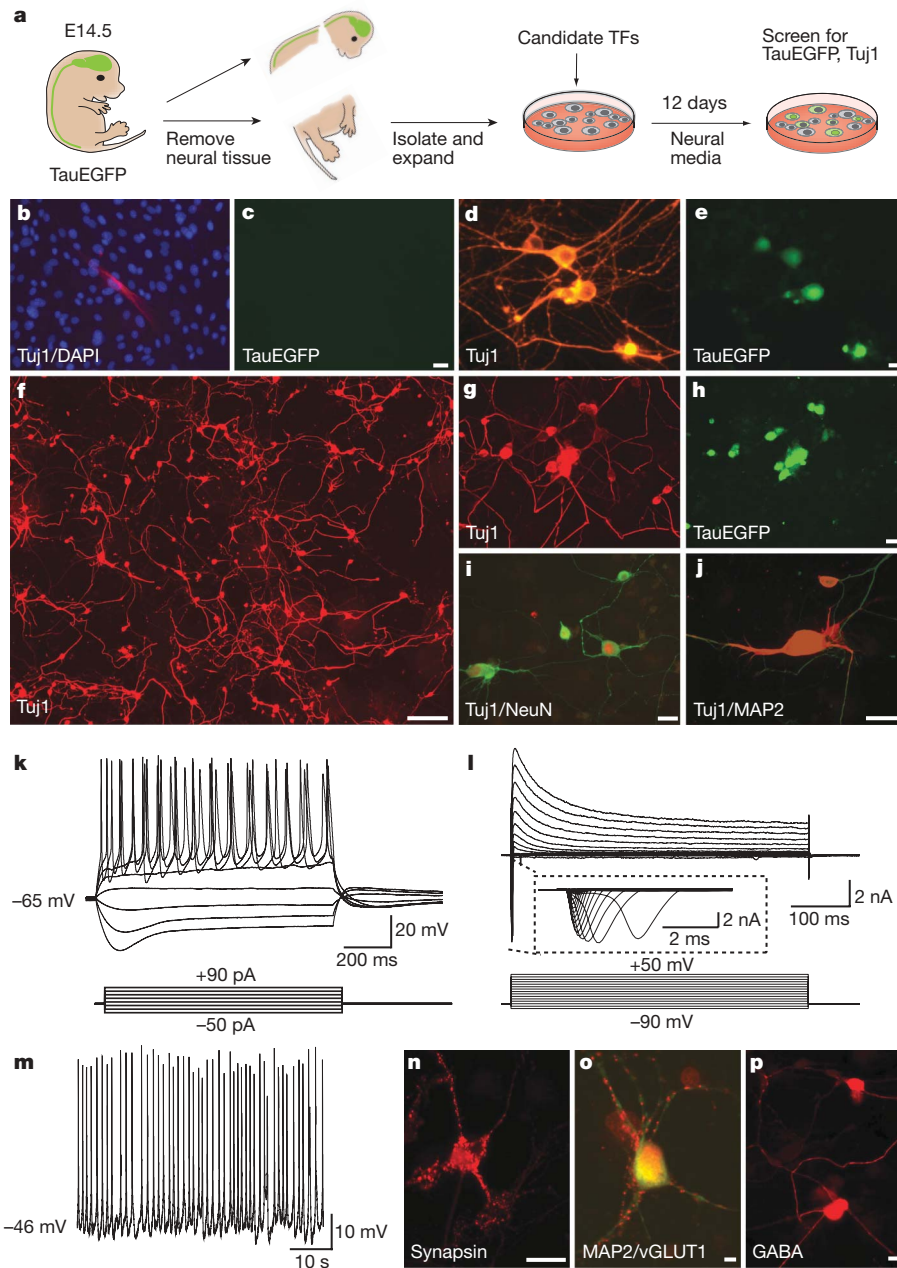 a
E14.5
TauEGFP
Remove
neural tissue
Isolate and
expand
Candidate TFs
12 days
Neural
media
Screen for
TauEGFP, Tuj1
b
Tuj1/DAPI
c
TauEGFP
d
Tuj1
e
TauEGFP
f
Tuj1
g
Tuj1
h
TauEGFP
i
Tuj1/NeuN
j
Tuj1/MAP2
k
−65 mV
20 mV
200 ms
+90 pA
−50 pA
l
2 nA
100 ms
2 nA
2 ms
+50 mV
−90 mV
m
−46 mV
10 mV
10 s
n
Synapsin
o
MAP2/vGLUT1
p
GABA